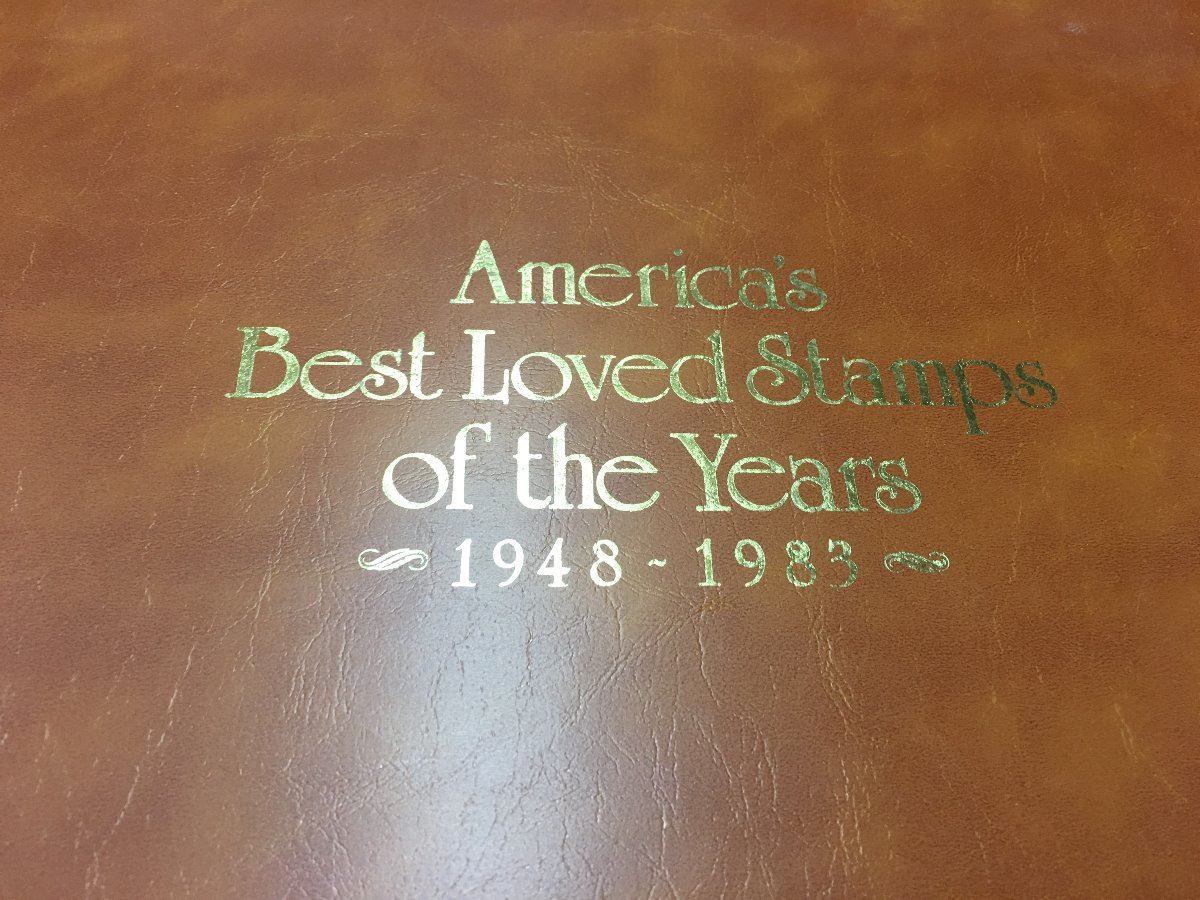 America's
Best Loved Stamps
of the Years
1948 - 1983